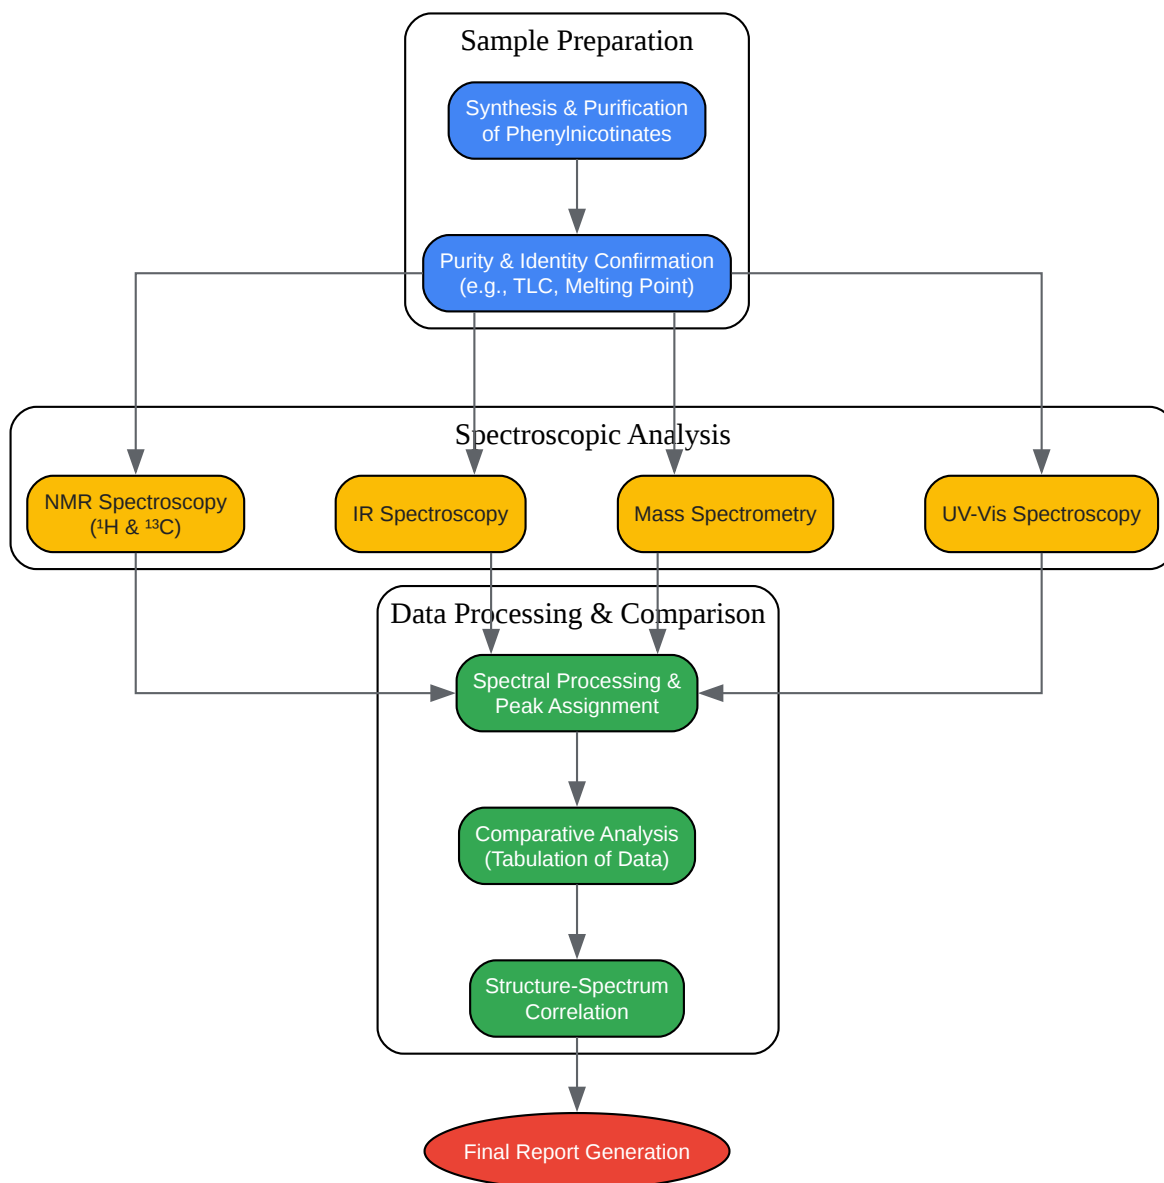 Sample Preparation
Synthesis & Purification
of Phenylnicotinates
Purity & Identity Confirmation
(e.g., TLC, Melting Point)
Spectroscopic Analysis
NMR Spectroscopy
(¹H & ¹³C)
IR Spectroscopy
Mass Spectrometry
UV-Vis Spectroscopy
Data Processing & Comparison
Spectral Processing &
Peak Assignment
Comparative Analysis
(Tabulation of Data)
Structure-Spectrum
Correlation
Final Report Generation